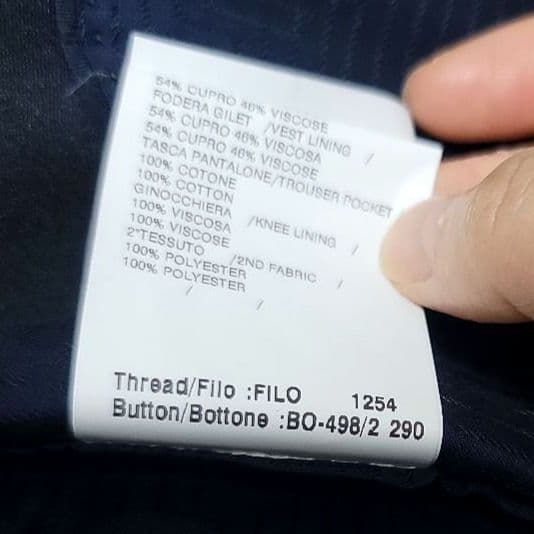 54% CUPRO 46% VISCOSE
FODERA GILET /VEST LINING /
54% CUPRO 46% VISCOSA
54% CUPRO 46% VISCOSE
TASCA PANTALONE/TROUSER POCKET
100% COTONE
100% COTTON
GINOCCHIERA /KNEE LINING /
100% VISCOSA
100% VISCOSE
2°TESSUTO /2ND FABRIC /
100% POLYESTER
100% POLYESTER
/ /
Thread/Filo :FILO 1254
Button/Bottone :BO-498/2 290